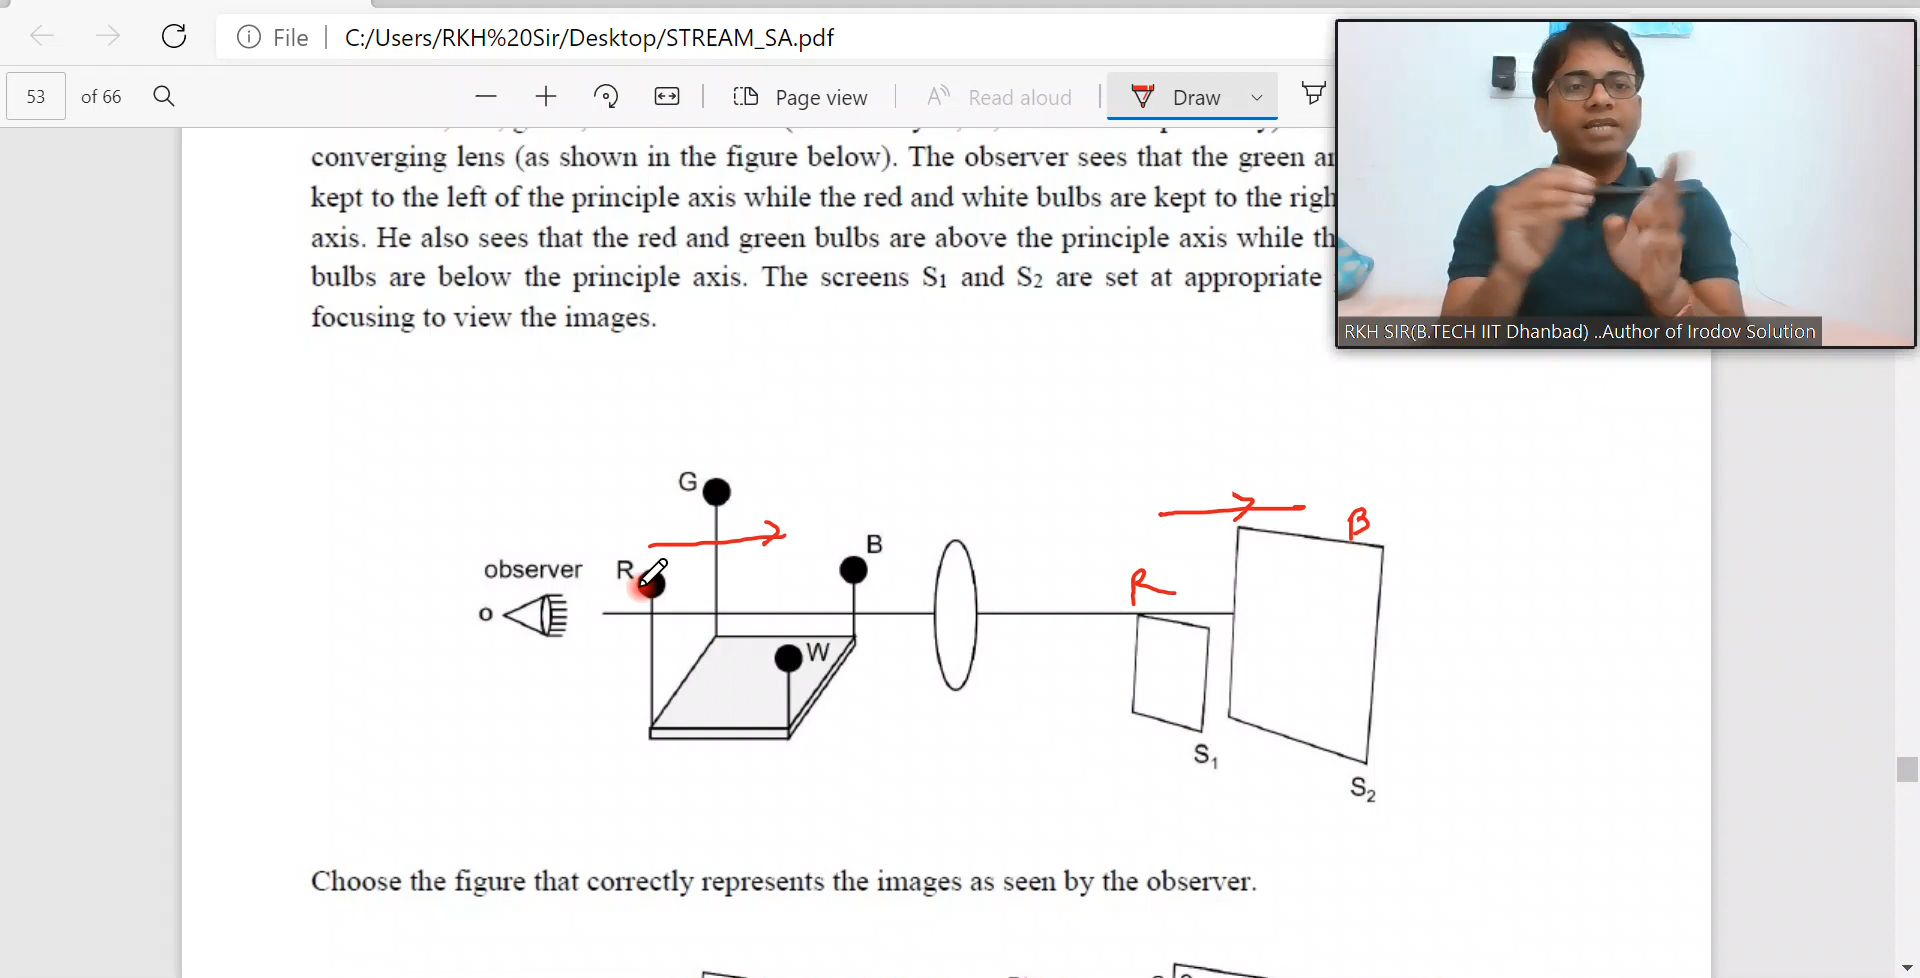 File | C:/Users/RKH%20Sir/Desktop/STREAM_SA.pdf
53 of 66
Page view
Read aloud
Draw
converging lens (as shown in the figure below). The observer sees that the green
kept to the left of the principle axis while the red and white bulbs are kept to the
axis. He also sees that the red and green bulbs are above the principle axis while
bulbs are below the principle axis. The screens S1 and S2 are set at appropriate
focusing to view the images.
RKH SIR(B.TECH IIT Dhanbad) ..Author of Irodov Solution
G
B
B
observer
R
R
o
W
S1
S2
Choose the figure that correctly represents the images as seen by the observer.